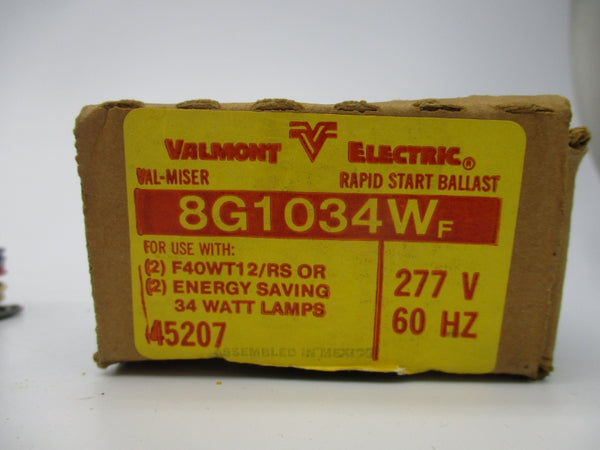 VALMONT ELECTRIC®
VAL-MISER RAPID START BALLAST
8G1034WF
FOR USE WITH:
(2) F40WT12/RS OR
(2) ENERGY SAVING
34 WATT LAMPS
277 V
60 HZ
45207
ASSEMBLED IN MEXICO